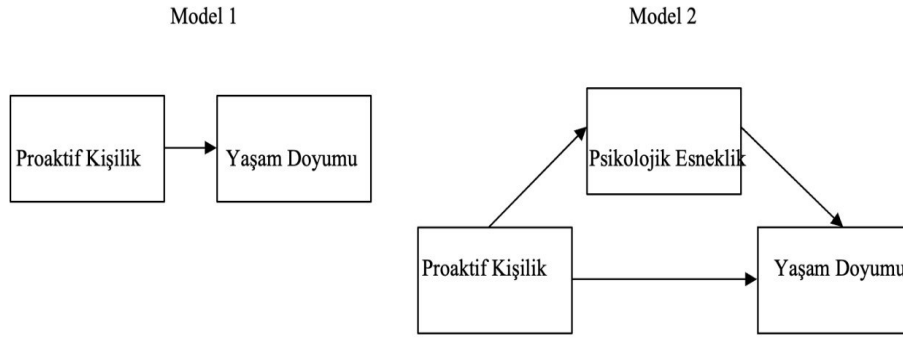 Model 1
Model 2
Proaktif Kişilik
Yaşam Doyumu
Psikolojik Esneklik
Proaktif Kişilik
Yaşam Doyumu